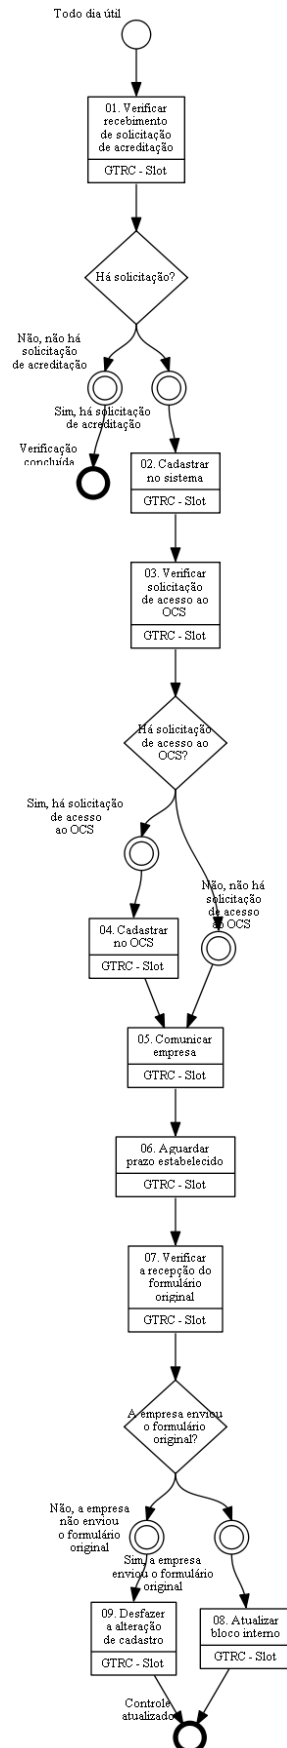 Todo dia útil
01. Verificar
recebimento
de solicitação
de acreditação
GTRC - Slot
Há solicitação?
Não, não há
solicitação
de acreditação
Sim, há solicitação
de acreditação
Verificação
concluída
02. Cadastrar
no sistema
GTRC - Slot
03. Verificar
solicitação
de acesso ao
OCS
GTRC - Slot
Há solicitação
de acesso ao
OCS?
Sim, há solicitação
de acesso
ao OCS
Não, não há
solicitação
de acesso
ao OCS
04. Cadastrar
no OCS
GTRC - Slot
05. Comunicar
empresa
GTRC - Slot
06. Aguardar
prazo estabelecido
GTRC - Slot
07. Verificar
a recepção do
formulário
original
GTRC - Slot
A empresa enviou
o formulário
original?
Não, a empresa
não enviou
o formulário
original
Sim, a empresa
enviou o formulário
original
09. Desfazer
a alteração
de cadastro
GTRC - Slot
08. Atualizar
bloco interno
GTRC - Slot
Controle
atualizado